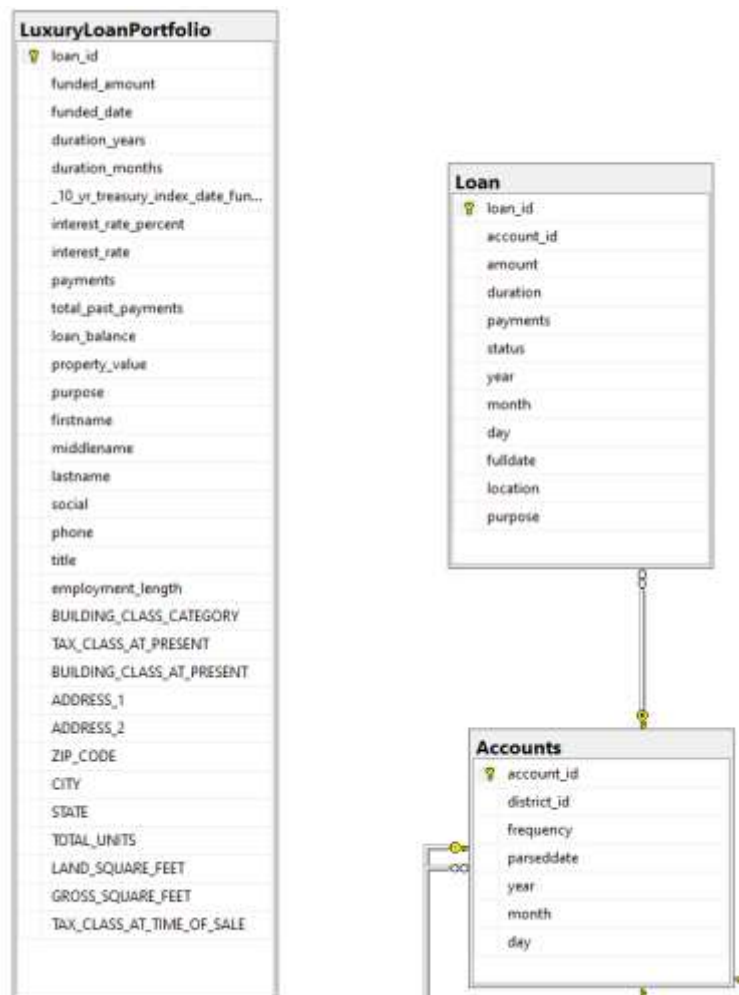 LuxuryLoanPortfolio
loan_id
funded_amount
funded_date
duration_years
duration_months
_10_yr_treasury_index_date_fun...
interest_rate_percent
interest_rate
payments
total_past_payments
loan_balance
property_value
purpose
firstname
middlename
lastname
social
phone
title
employment_length
BUILDING_CLASS_CATEGORY
TAX_CLASS_AT_PRESENT
BUILDING_CLASS_AT_PRESENT
ADDRESS_1
ADDRESS_2
ZIP_CODE
CITY
STATE
TOTAL_UNITS
LAND_SQUARE_FEET
GROSS_SQUARE_FEET
TAX_CLASS_AT_TIME_OF_SALE
Loan
loan_id
account_id
amount
duration
payments
status
year
month
day
fulldate
location
purpose
Accounts
account_id
district_id
frequency
parseddate
year
month
day